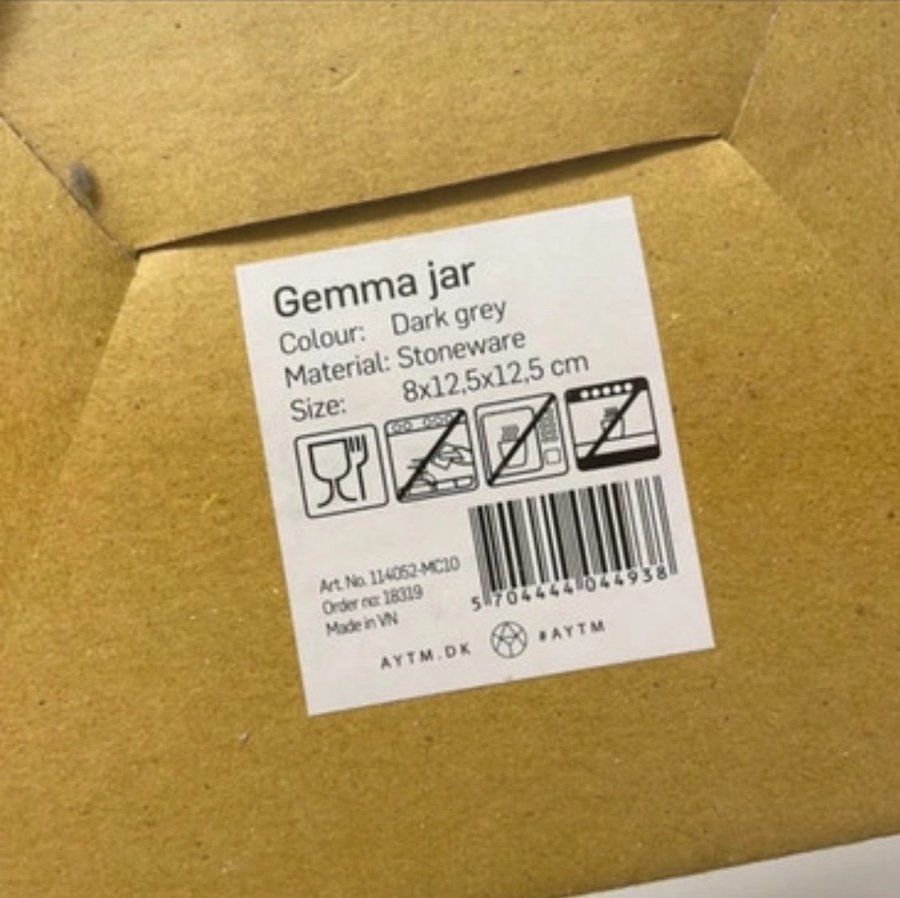 Gemma jar
Colour: Dark grey
Material: Stoneware
Size: 8x12,5x12,5 cm
Art. No. 114052-MC10
Order no: 18319
Made in VN
5 704444 044938
AYTM.DK #AYTM